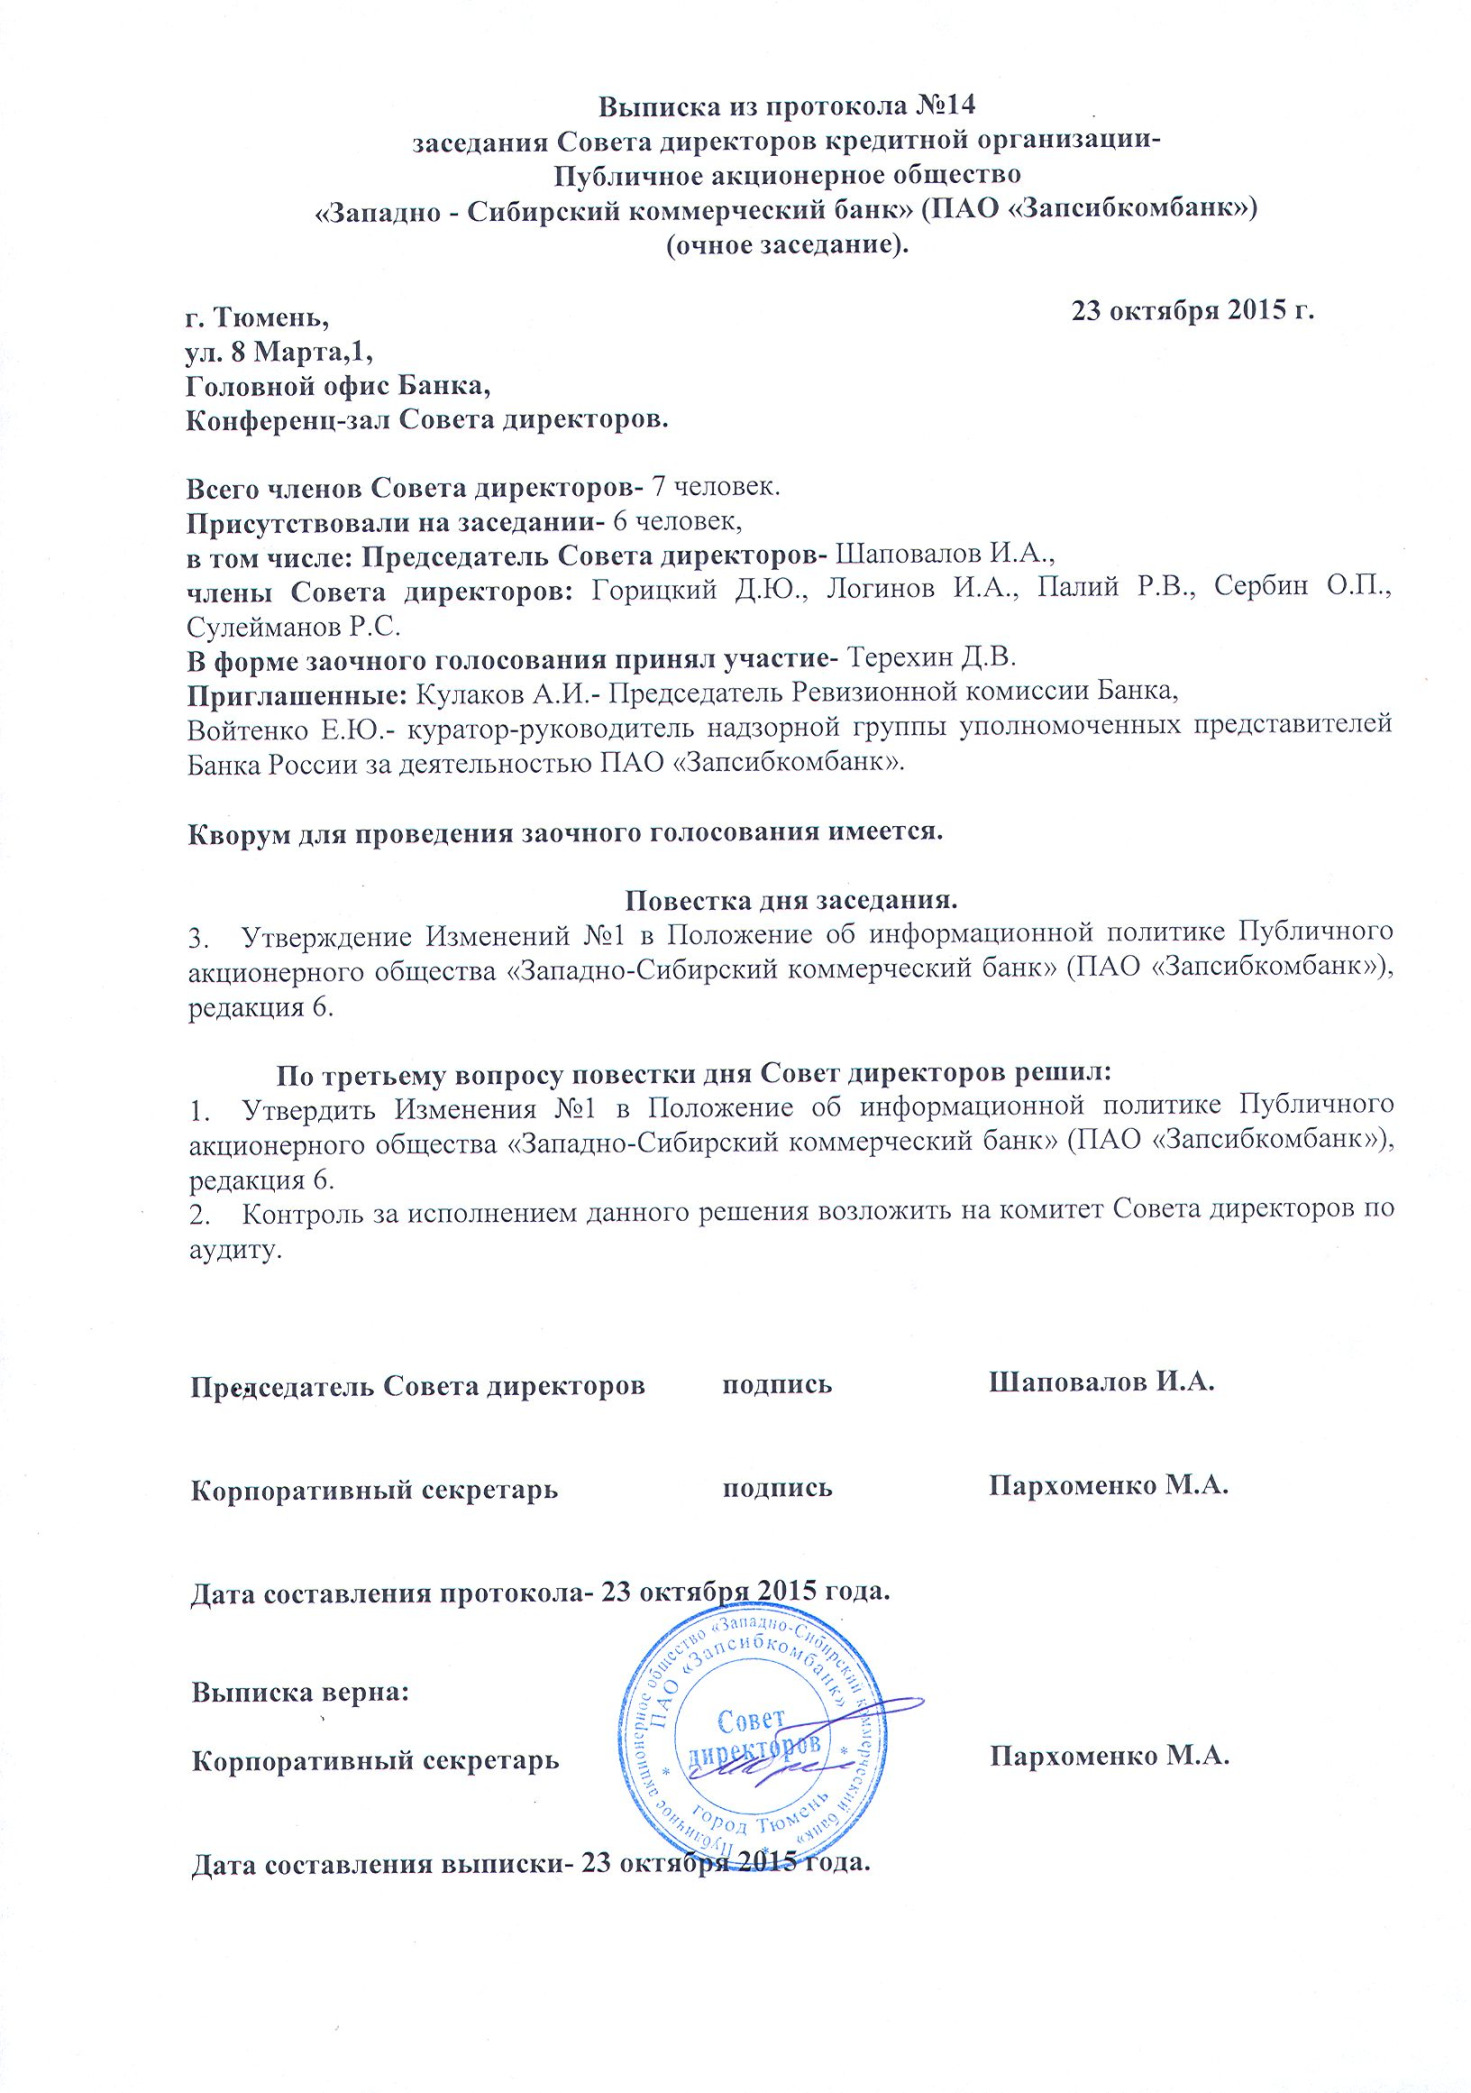 Выписка из протокола №14
заседания Совета директоров кредитной организации-
Публичное акционерное общество
«Западно - Сибирский коммерческий банк» (ПАО «Запсибкомбанк»)
(очное заседание).
г. Тюмень,
23 октября 2015 г.
ул. 8 Марта,1,
Головной офис Банка,
Конференц-зал Совета директоров.
Всего членов Совета директоров- 7 человек.
Присутствовали на заседании- 6 человек,
в том числе: Председатель Совета директоров- Шаповалов И.А.,
члены Совета директоров: Горицкий Д.Ю., Логинов И.А., Палий Р.В., Сербин О.П.,
Сулейманов Р.С.
В форме заочного голосования принял участие- Терехин Д.В.
Приглашенные: Кулаков А.И.- Председатель Ревизионной комиссии Банка,
Войтенко Е.Ю.- куратор-руководитель надзорной группы уполномоченных представителей
Банка России за деятельностью ПАО «Запсибкомбанк».
Кворум для проведения заочного голосования имеется.
Повестка дня заседания.
3. Утверждение Изменений №1 в Положение об информационной политике Публичного
акционерного общества «Западно-Сибирский коммерческий банк» (ПАО «Запсибкомбанк»),
редакция 6.
По третьему вопросу повестки дня Совет директоров решил:
1. Утвердить Изменения №1 в Положение об информационной политике Публичного
акционерного общества «Западно-Сибирский коммерческий банк» (ПАО «Запсибкомбанк»),
редакция 6.
2. Контроль за исполнением данного решения возложить на комитет Совета директоров по
аудиту.
Председатель Совета директоров подпись Шаповалов И.А.
Корпоративный секретарь подпись Пархоменко М.А.
Дата составления протокола- 23 октября 2015 года.
Выписка верна:
Корпоративный секретарь Пархоменко М.А.
Дата составления выписки- 23 октября 2015 года.
Публичное акционерное общество «Западно-Сибирский коммерческий банк» *
ПАО «Запсибкомбанк»
* город Тюмень *
Совет
директоров